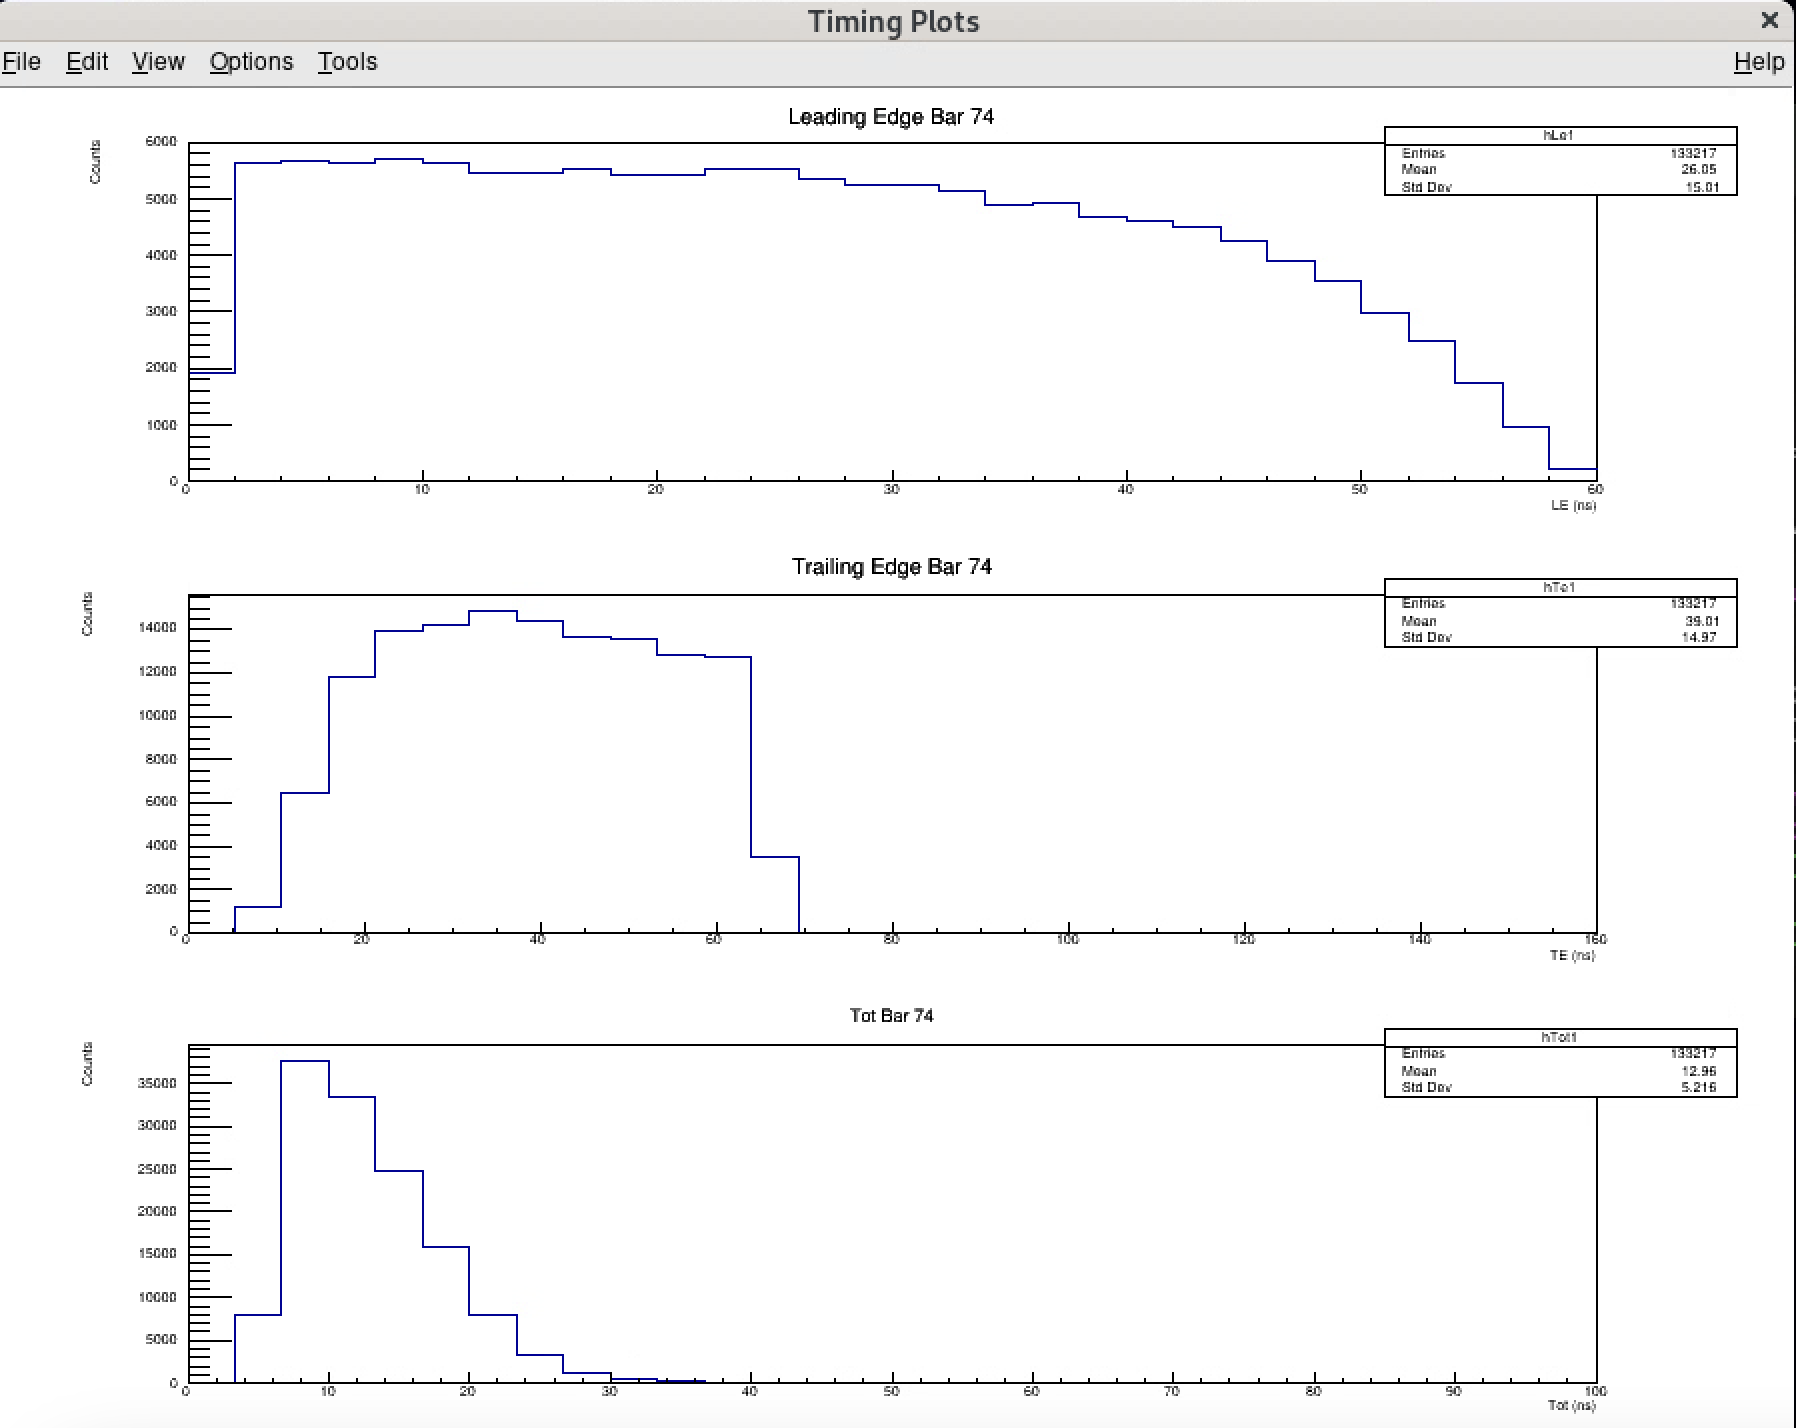 Timing Plots
File Edit View Options Tools Help
Leading Edge Bar 74
Counts
6000
5000
4000
3000
2000
1000
0
0 10 20 30 40 50 60
LE (ns)
hLe1
Entries 133217
Mean 26.05
Std Dev 15.01
Trailing Edge Bar 74
Counts
14000
12000
10000
8000
6000
4000
2000
0
0 20 40 60 80 100 120 140 160
TE (ns)
hTe1
Entries 133217
Mean 39.01
Std Dev 14.97
Tot Bar 74
Counts
35000
30000
25000
20000
15000
10000
5000
0
0 10 20 30 40 50 60 70 80 90 100
Tot (ns)
hTot1
Entries 133217
Mean 12.96
Std Dev 5.216